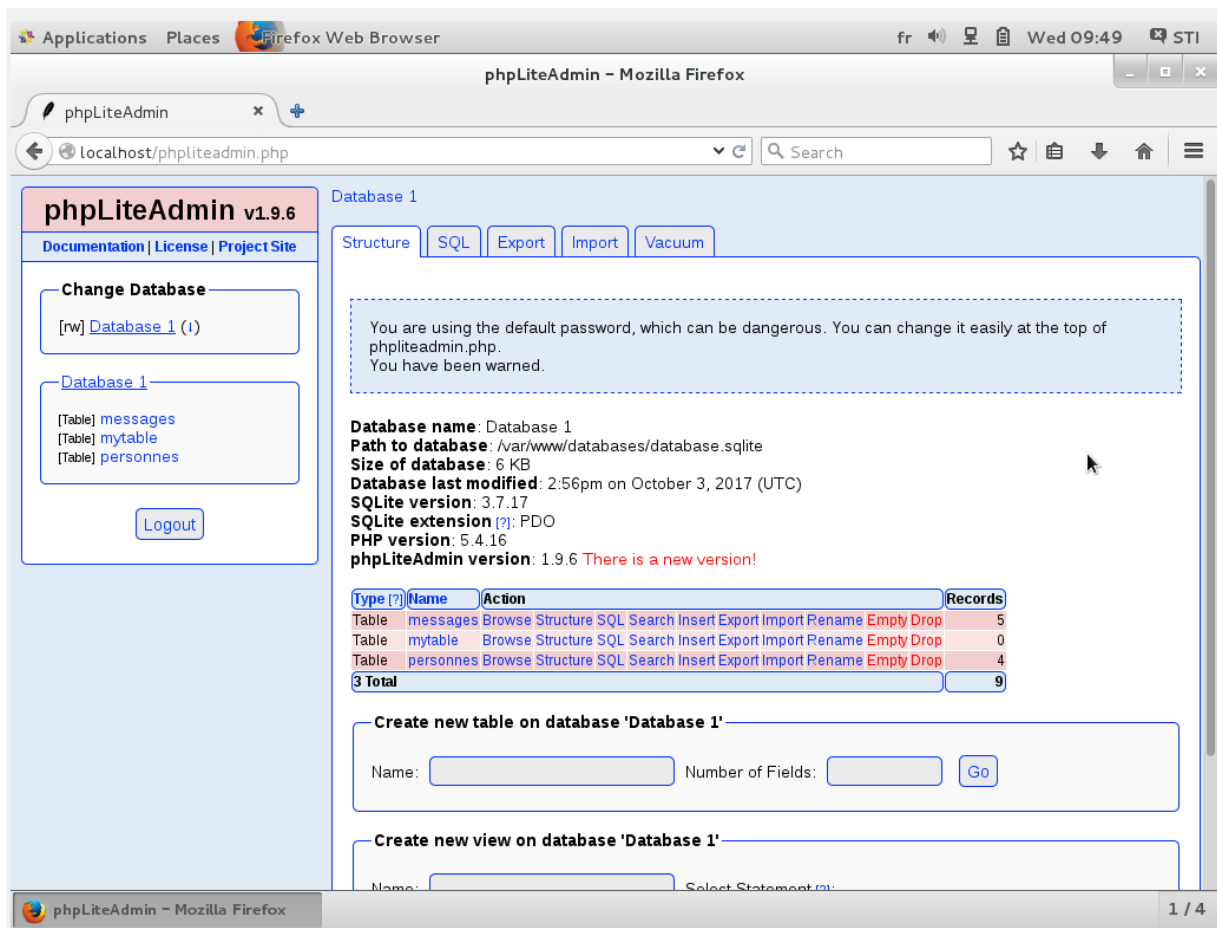 Applications Places Firefox Web Browser fr Wed 09:49 STI
phpLiteAdmin - Mozilla Firefox
phpLiteAdmin
localhost/phpliteadmin.php Search
phpLiteAdmin v1.9.6
Documentation | License | Project Site
Change Database
[rw] Database 1 (↓)
Database 1
[Table] messages
[Table] mytable
[Table] personnes
Logout
Database 1
Structure SQL Export Import Vacuum
You are using the default password, which can be dangerous. You can change it easily at the top of
phpliteadmin.php.
You have been warned.
Database name: Database 1
Path to database: /var/www/databases/database.sqlite
Size of database: 6 KB
Database last modified: 2:56pm on October 3, 2017 (UTC)
SQLite version: 3.7.17
SQLite extension [?]: PDO
PHP version: 5.4.16
phpLiteAdmin version: 1.9.6 There is a new version!
Type [?] Name Action Records
Table messages Browse Structure SQL Search Insert Export Import Rename Empty Drop 5
Table mytable Browse Structure SQL Search Insert Export Import Rename Empty Drop 0
Table personnes Browse Structure SQL Search Insert Export Import Rename Empty Drop 4
3 Total 9
Create new table on database 'Database 1'
Name: Number of Fields: Go
Create new view on database 'Database 1'
Name: Select Statement [?]:
phpLiteAdmin - Mozilla Firefox 1 / 4